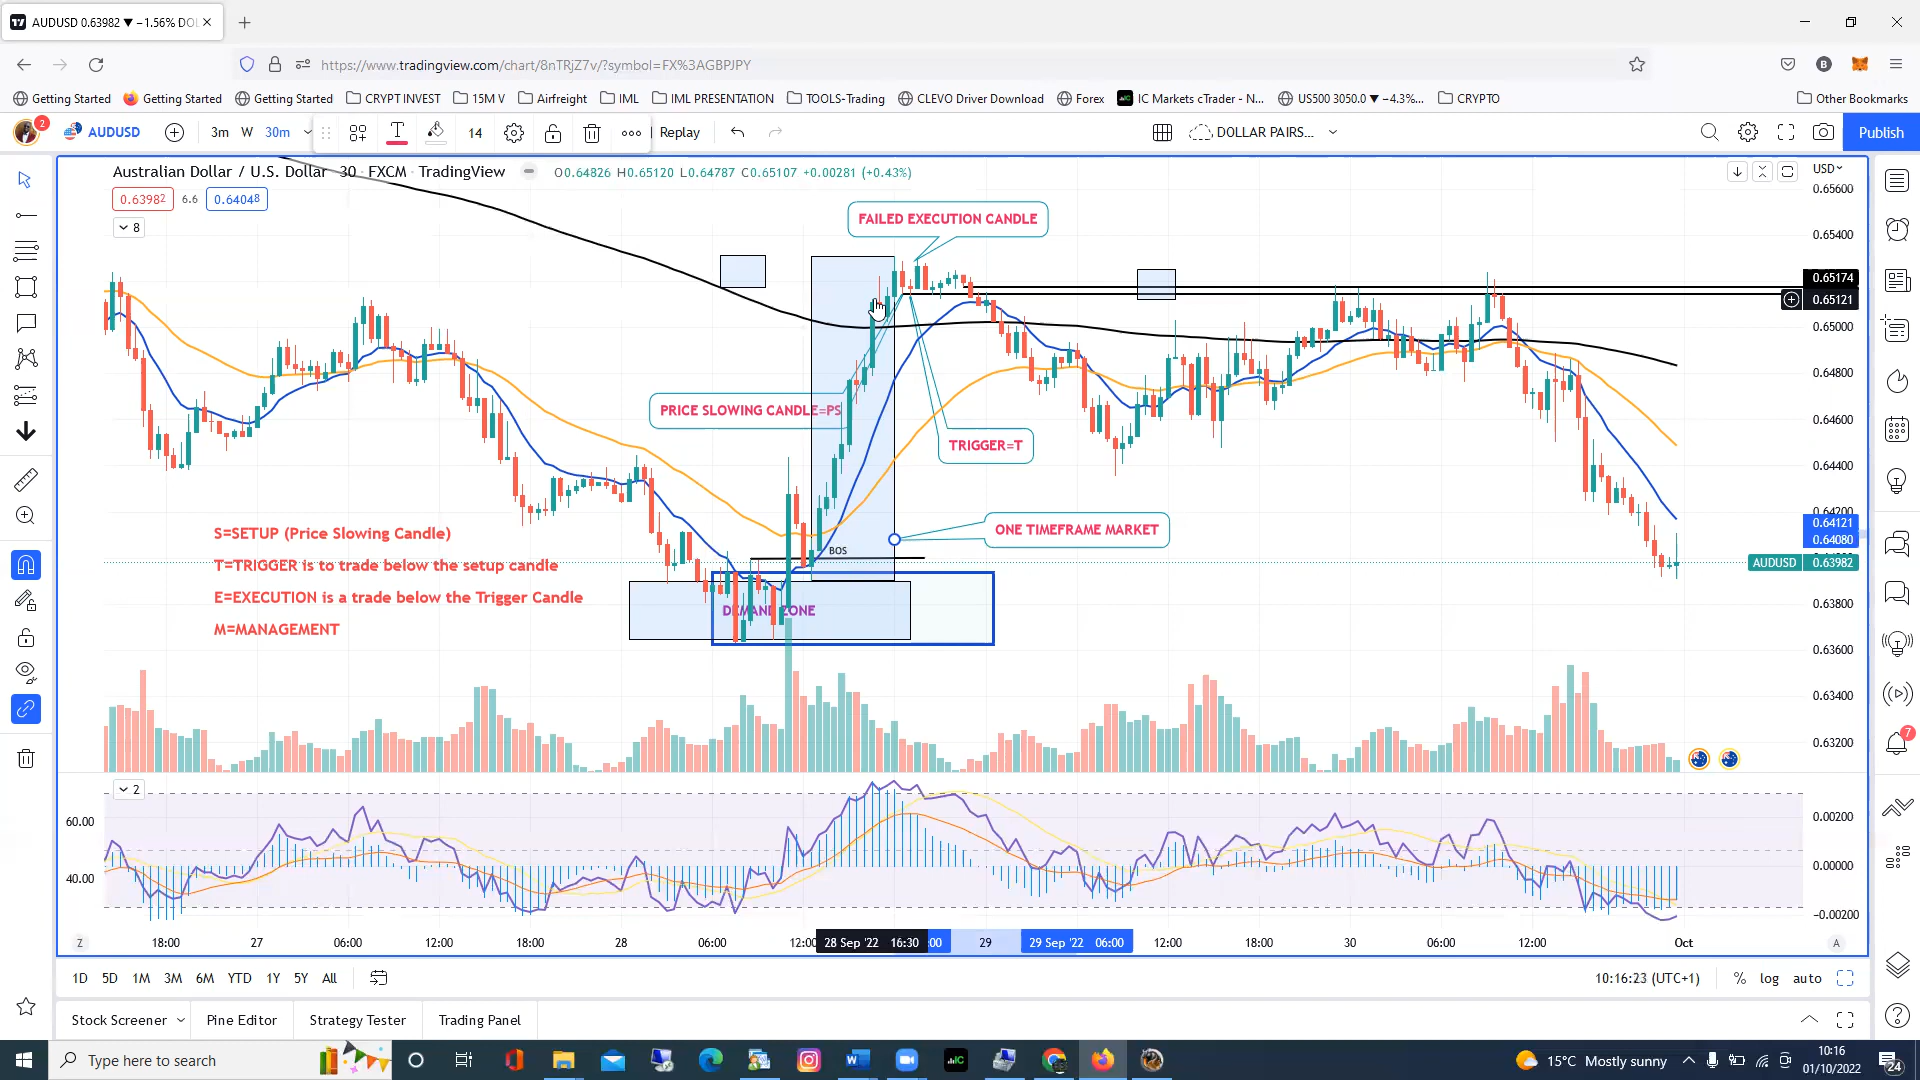 AUDUSD 0.63982 ▼ −1.56% DO
https://www.tradingview.com/chart/8nTRjZ7v/?symbol=FX%3AGBPJPY
B
Getting Started
Getting Started
Getting Started
CRYPT INVEST
15M V
Airfreight
IML
IML PRESENTATION
TOOLS-Trading
CLEVO Driver Download
Forex
IC Markets cTrader - N...
US500 3050.0 ▼ −4.3%...
CRYPTO
Other Bookmarks
2
AUDUSD
3m W 30m
14
Replay
DOLLAR PAIRS...
Publish
Australian Dollar / U.S. Dollar · 30 · FXCM · TradingView
O0.64826 H0.65120 L0.64787 C0.65107 +0.00281 (+0.43%)
0.63982 6.6 0.64048
8
USD
0.65600
0.65400
0.65174
0.65121
0.65000
0.64800
0.64600
0.64400
0.64200
0.64121
0.64080
AUDUSD 0.63982
0.63800
0.63600
0.63400
0.63200
FAILED EXECUTION CANDLE
PRICE SLOWING CANDLE=PS
TRIGGER=T
ONE TIMEFRAME MARKET
BOS
DEMAND ZONE
S=SETUP (Price Slowing Candle)
T=TRIGGER is to trade below the setup candle
E=EXECUTION is a trade below the Trigger Candle
M=MANAGEMENT
7
2
60.00
40.00
0.00200
0.00000
−0.00200
Z
18:00 27 06:00 12:00 18:00 28 06:00 12:00 28 Sep '22 16:30 :00 29 29 Sep '22 06:00 12:00 18:00 30 06:00 12:00 Oct
A
1D 5D 1M 3M 6M YTD 1Y 5Y All
10:16:23 (UTC+1)
% log auto
Stock Screener
Pine Editor
Strategy Tester
Trading Panel
Type here to search
IC
15°C Mostly sunny
10:16
01/10/2022
24